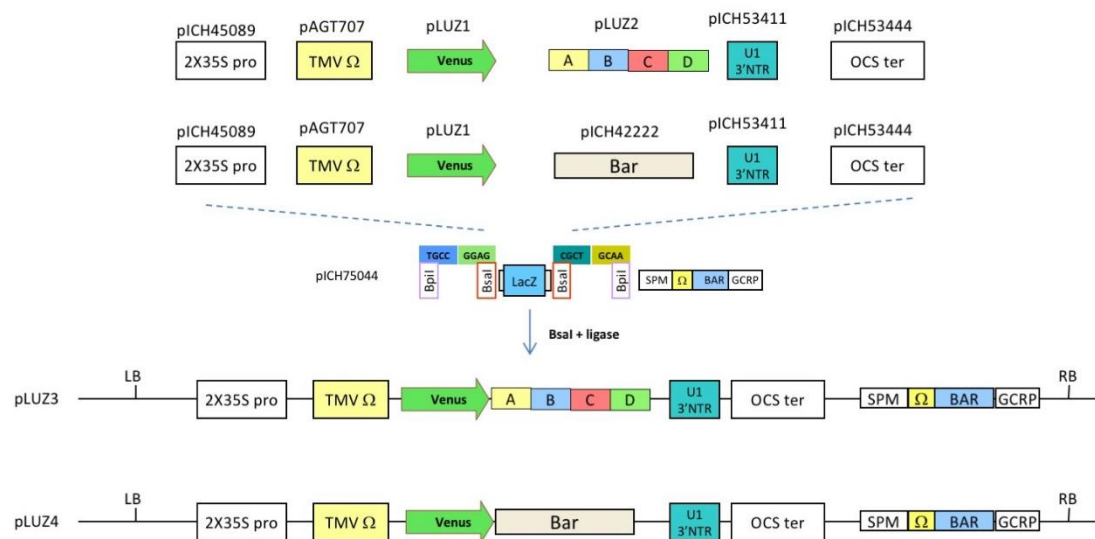 pICH45089 pAGT707 pLUZ1 pLUZ2 pICH53411 pICH53444
2X35S pro TMV Ω Venus A B C D U1 3’NTR OCS ter
pICH45089 pAGT707 pLUZ1 pICH42222 pICH53411 pICH53444
2X35S pro TMV Ω Venus Bar U1 3’NTR OCS ter
TGCC GGAG CGCT GCAA
pICH75044 BpiI BsaI LacZ BsaI BpiI SPM Ω BAR GCRP
BsaI + ligase
LB RB
pLUZ3 2X35S pro TMV Ω Venus A B C D U1 3’NTR OCS ter SPM Ω BAR GCRP
LB RB
pLUZ4 2X35S pro TMV Ω Venus Bar U1 3’NTR OCS ter SPM Ω BAR GCRP